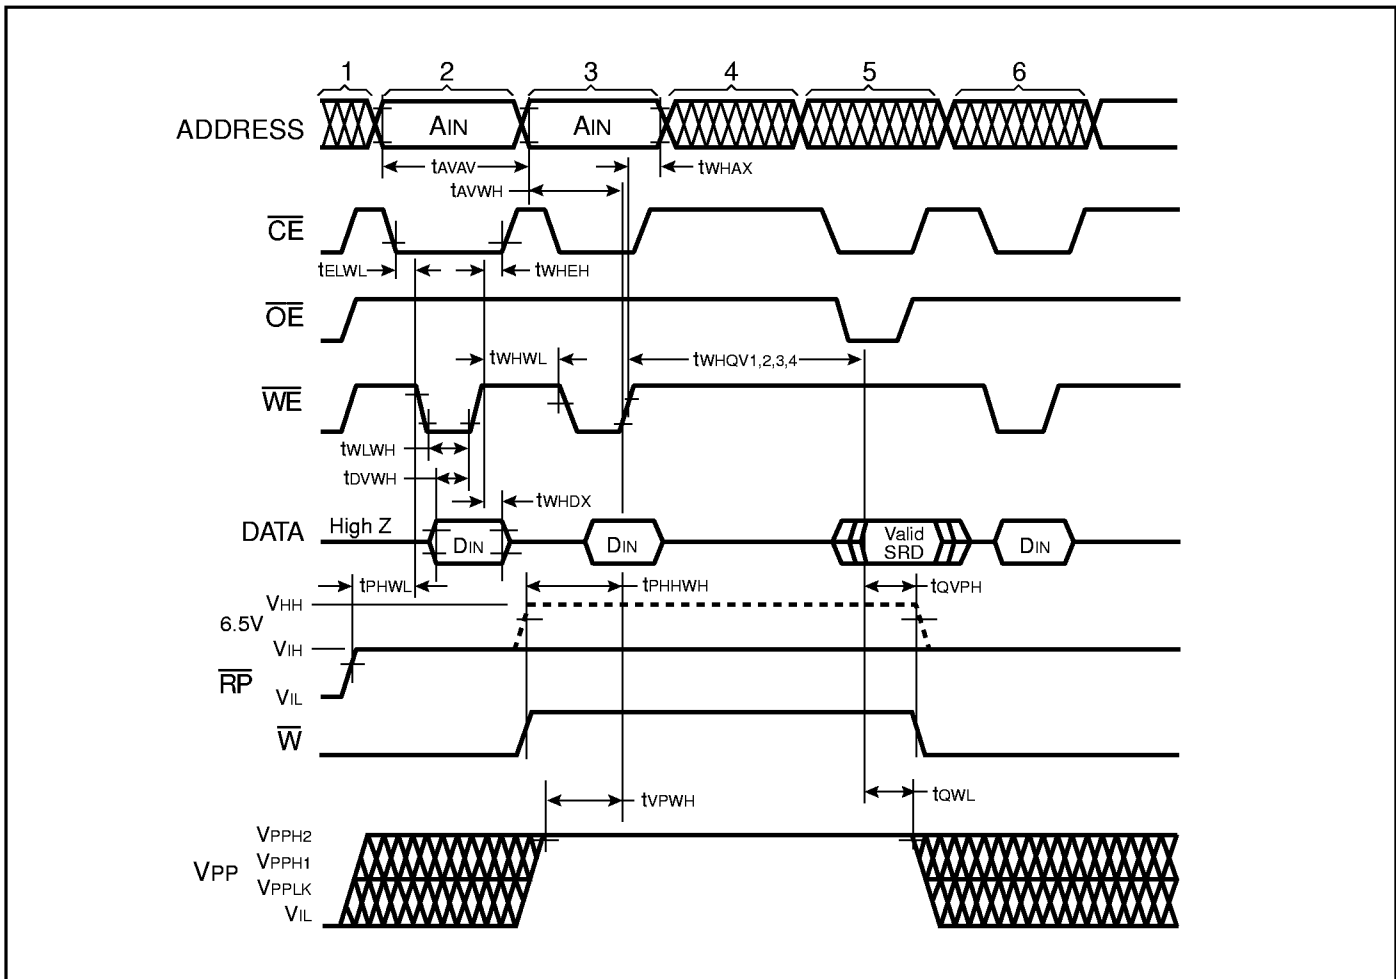 1 2 3 4 5 6
ADDRESS AIN AIN
tAVAV tWHAX
tAVWH
CE
tELWL tWHEH
OE
tWHWL tWHQV1,2,3,4
WE
tWLWH
tDVWH
tWHDX
DATA High Z DIN DIN Valid SRD DIN
tPHWL tPHHWH tQVPH
VHH
6.5V
VIH
RP
VIL
W
tVPWH tQWL
VPPH2
VPPH1
VPP
VPPLK
VIL